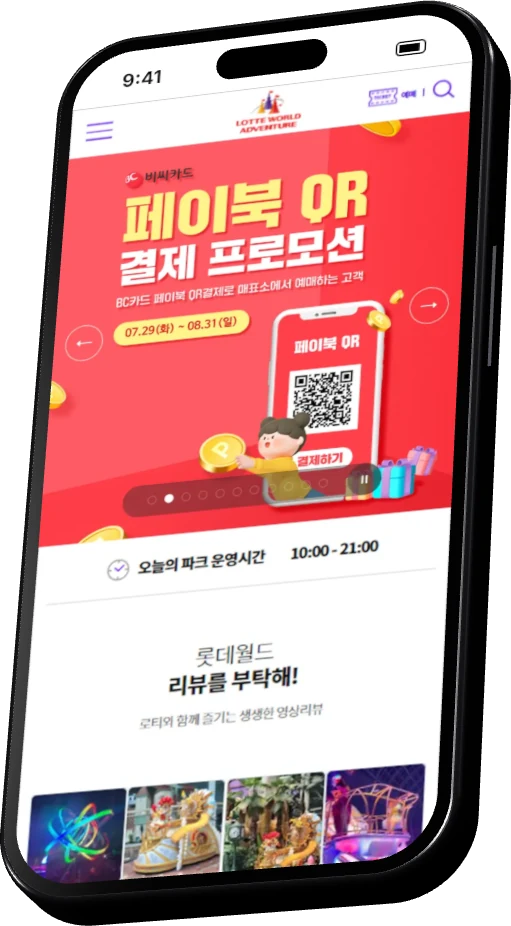 9:41
LOTTE WORLD
ADVENTURE
TICKET 예매
BC 비씨카드
페이북 QR
결제 프로모션
BC카드 페이북 QR결제로 매표소에서 예매하는 고객
07.29(화) ~ 08.31(일)
페이북 QR
결제하기
P
오늘의 파크 운영시간 10:00 - 21:00
롯데월드
리뷰를 부탁해!
로티와 함께 즐기는 생생한 영상리뷰